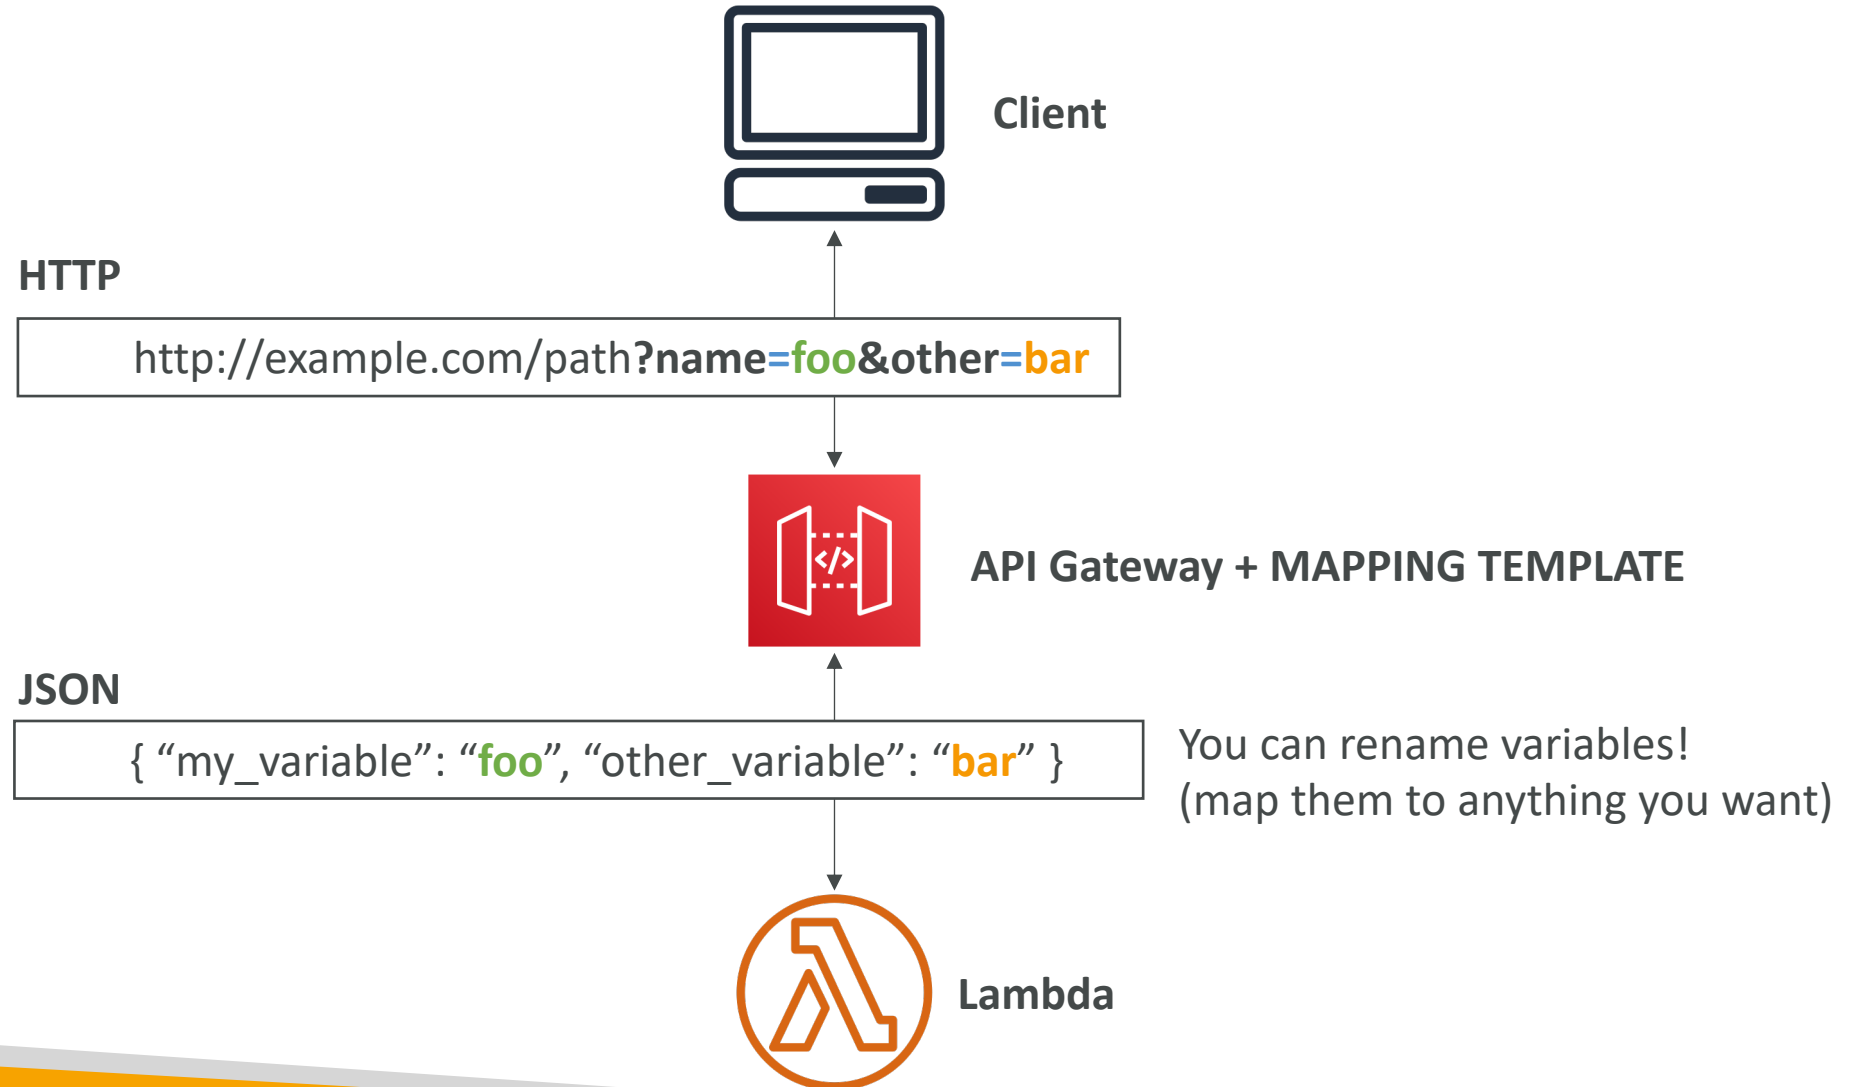 Client
HTTP
http://example.com/path?name=foo&other=bar
</>
API Gateway + MAPPING TEMPLATE
JSON
{ “my_variable”: “foo”, “other_variable”: “bar” }
You can rename variables!
(map them to anything you want)
Lambda